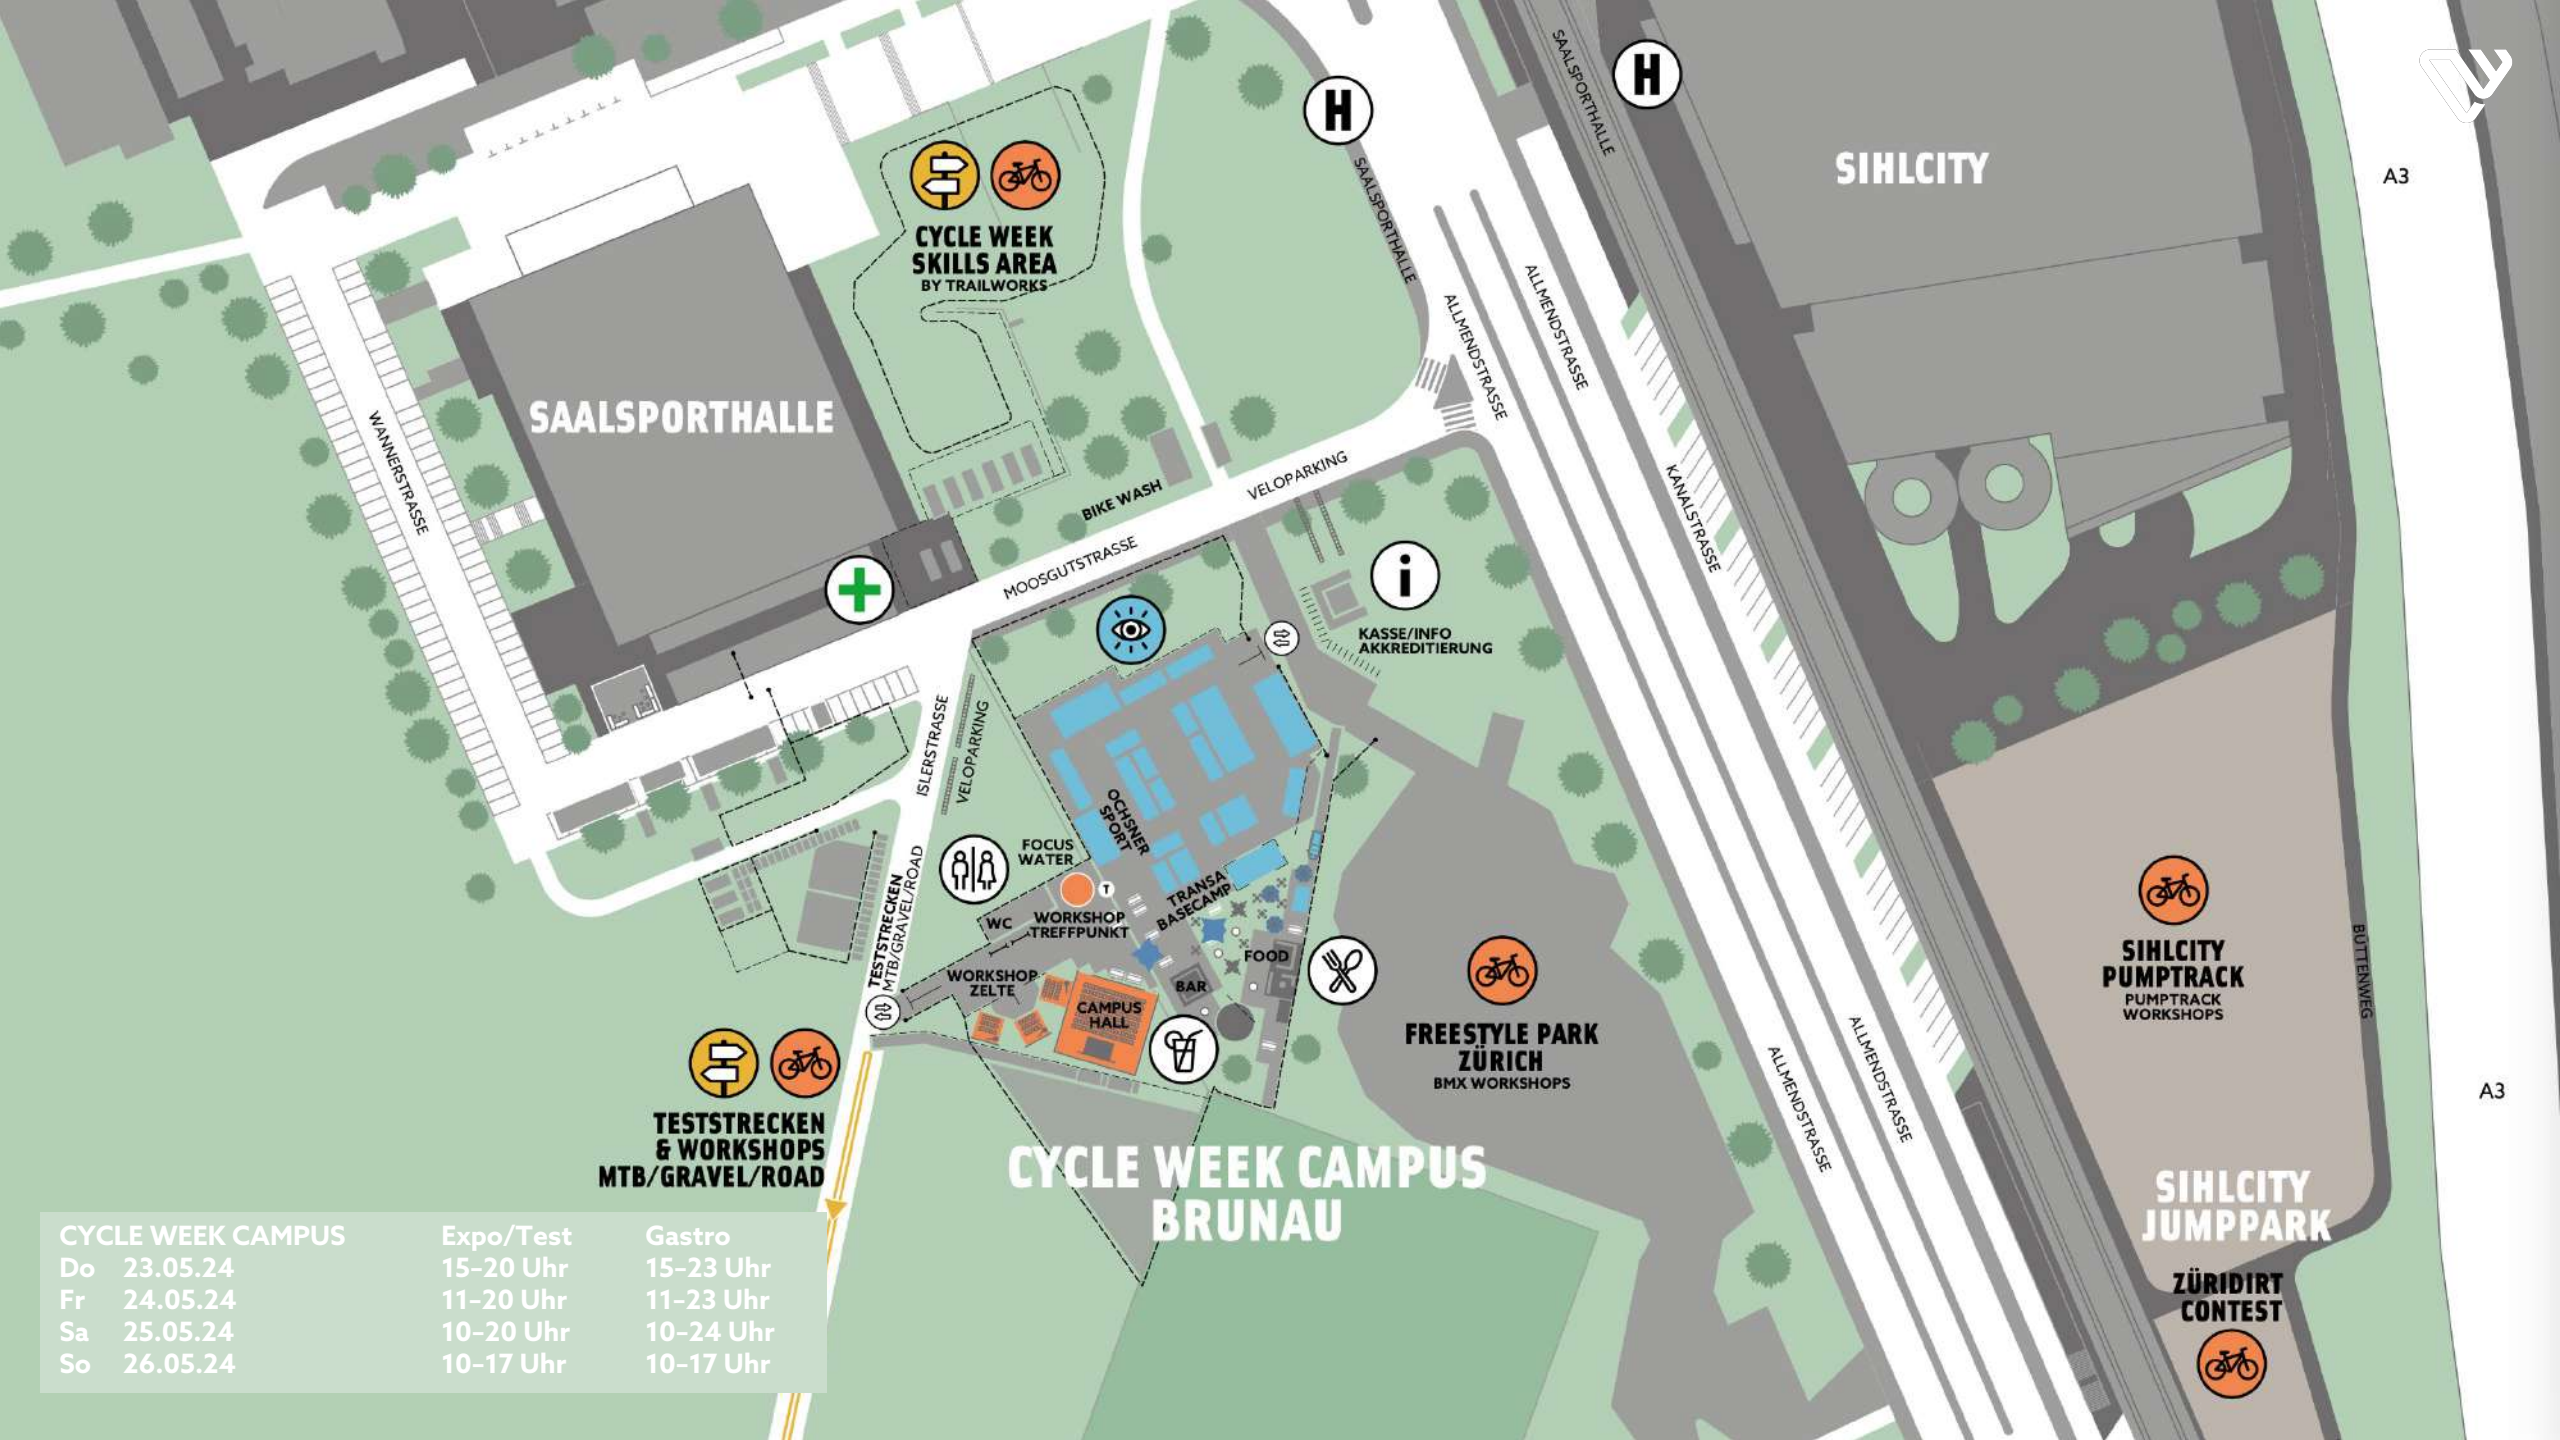 H
H
SAALSPORTHALLE
SAALSPORTHALLE
SIHLCITY
A3
CYCLE WEEK
SKILLS AREA
BY TRAILWORKS
ALLMENDSTRASSE
ALLMENDSTRASSE
SAALSPORTHALLE
WANNERSTRASSE
KANALSTRASSE
VELOPARKING
BIKE WASH
MOOSGUTSTRASSE
i
KASSE/INFO
AKKREDITIERUNG
ISLERSTRASSE
VELOPARKING
OCHSNER
SPORT
FOCUS
WATER
T
TRANSA
BASECAMP
WC
WORKSHOP
TREFFPUNKT
TESTSTRECKEN
MTB/GRAVEL/ROAD
WORKSHOP
ZELTE
FOOD
BAR
CAMPUS
HALL
FREESTYLE PARK
ZÜRICH
BMX WORKSHOPS
SIHLCITY
PUMPTRACK
PUMPTRACK
WORKSHOPS
BUTTENWEG
ALLMENDSTRASSE
ALLMENDSTRASSE
A3
TESTSTRECKEN
& WORKSHOPS
MTB/GRAVEL/ROAD
CYCLE WEEK CAMPUS
BRUNAU
SIHLCITY
JUMPPARK
ZÜRIDIRT
CONTEST
CYCLE WEEK CAMPUS Expo/Test Gastro
Do 23.05.24 15-20 Uhr 15-23 Uhr
Fr 24.05.24 11-20 Uhr 11-23 Uhr
Sa 25.05.24 10-20 Uhr 10-24 Uhr
So 26.05.24 10-17 Uhr 10-17 Uhr